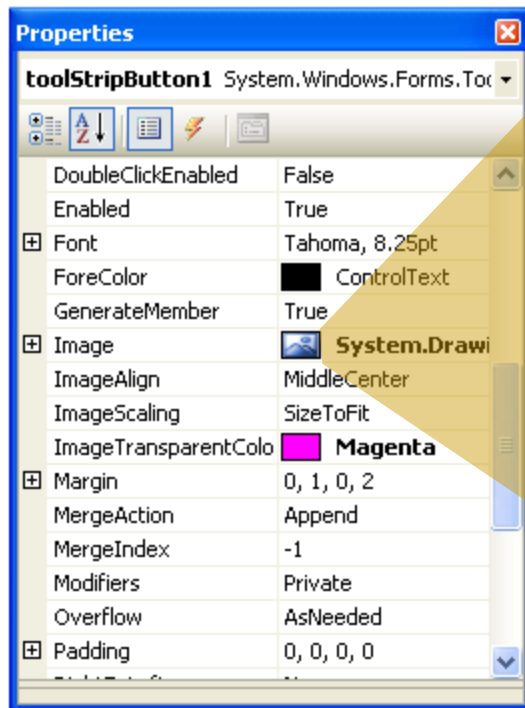 Properties
toolStripButton1 System.Windows.Forms.Too
DoubleClickEnabled False
Enabled True
Font Tahoma, 8.25pt
ForeColor ControlText
GenerateMember True
Image System.Drawi
ImageAlign MiddleCenter
ImageScaling SizeToFit
ImageTransparentColo Magenta
Margin 0, 1, 0, 2
MergeAction Append
MergeIndex -1
Modifiers Private
Overflow AsNeeded
Padding 0, 0, 0, 0